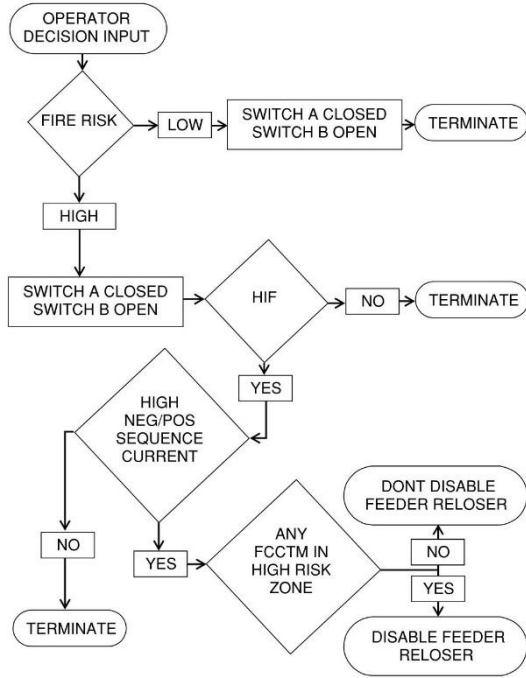 OPERATOR
DECISION INPUT
FIRE RISK
LOW
SWITCH A CLOSED
SWITCH B OPEN
TERMINATE
HIGH
SWITCH A CLOSED
SWITCH B OPEN
HIF
NO
TERMINATE
YES
HIGH
NEG/POS
SEQUENCE
CURRENT
NO
TERMINATE
YES
ANY
FCCTM IN
HIGH RISK
ZONE
DONT DISABLE
FEEDER RELOSER
NO
YES
DISABLE FEEDER
RELOSER